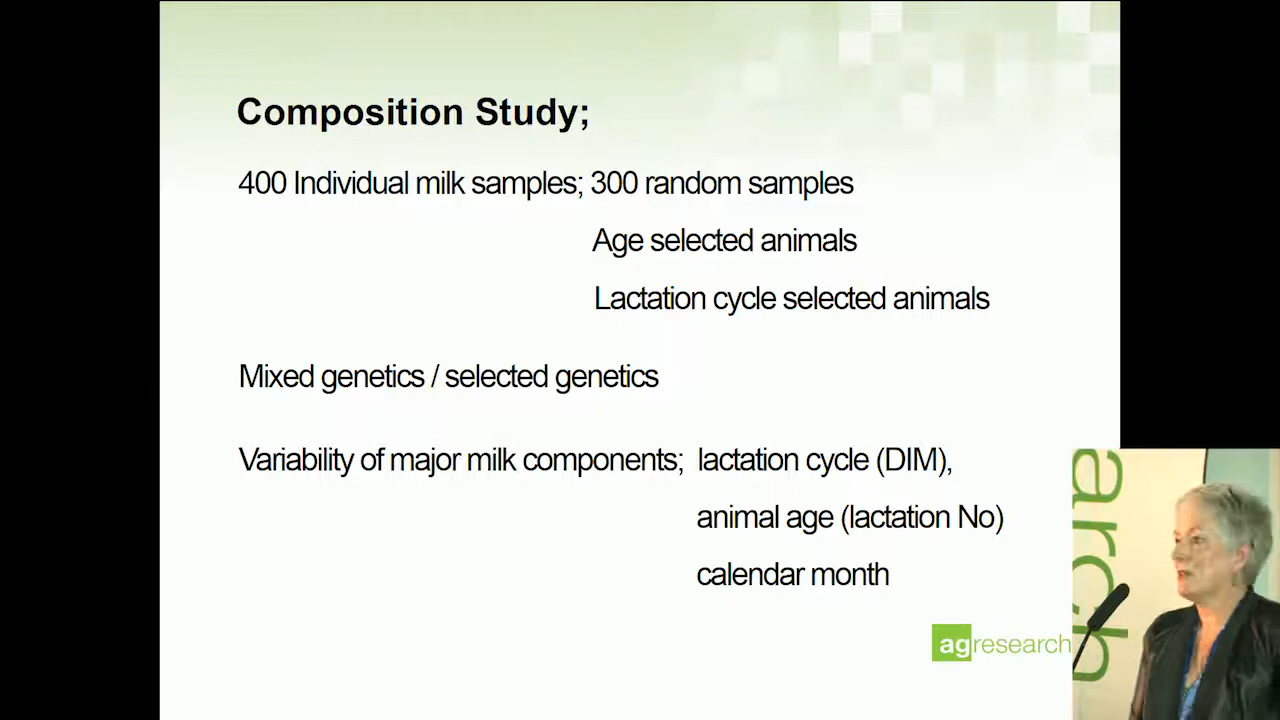 Composition Study;
400 Individual milk samples; 300 random samples
Age selected animals
Lactation cycle selected animals
Mixed genetics / selected genetics
Variability of major milk components; lactation cycle (DIM),
animal age (lactation No)
calendar month
agresearch
arch